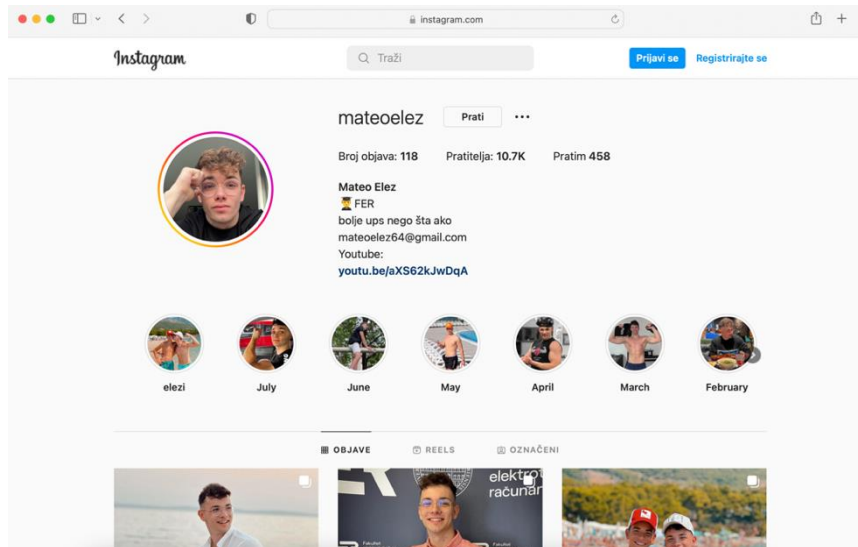 instagram.com
Instagram
Traži
Prijavi se
Registrirajte se
mateoelez
Prati
Broj objava: 118 Pratitelja: 10.7K Pratim 458
Mateo Elez
FER
bolje ups nego šta ako
mateoelez64@gmail.com
Youtube:
youtu.be/aXS62kJwDqA
elezi July June May April March February
OBJAVE REELS OZNAČENI
računar